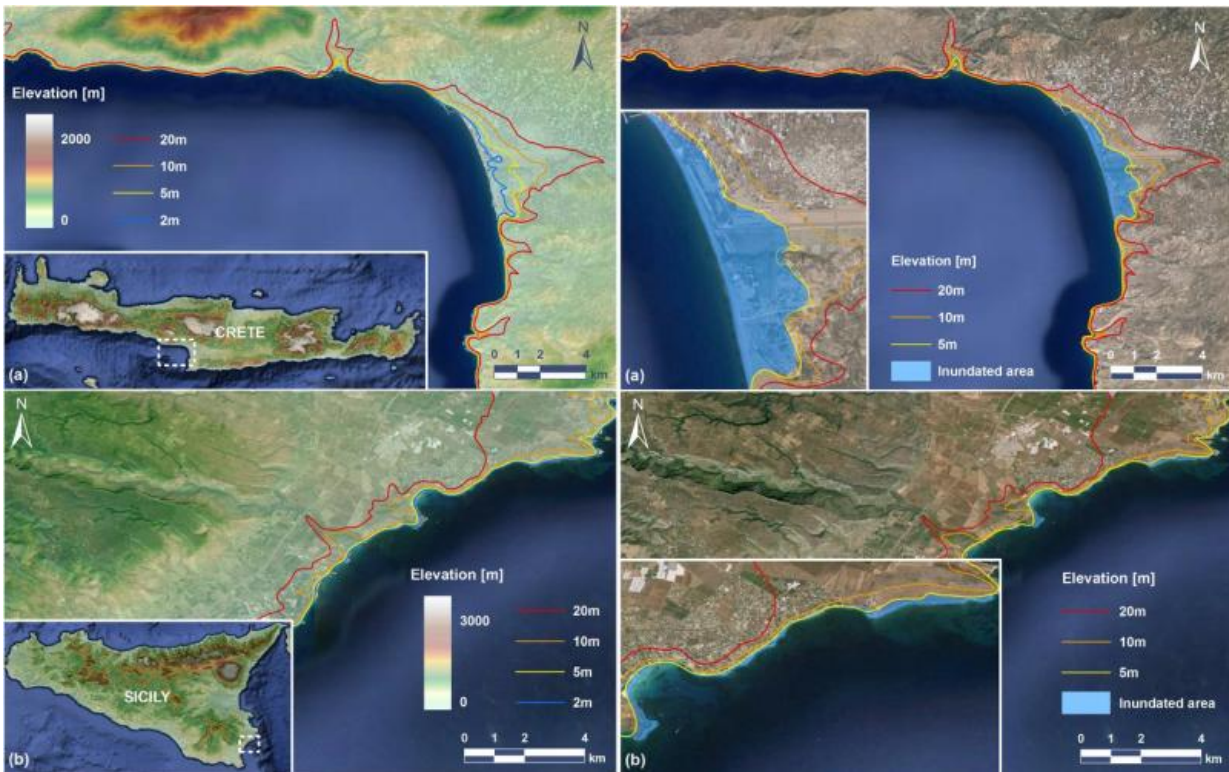 N
Elevation [m]
2000
0
20m
10m
5m
2m
CRETE
0 1 2 4
km
(a)
N
Elevation [m]
20m
10m
5m
Inundated area
0 1 2 4
km
(a)
N
Elevation [m]
3000
0
20m
10m
5m
2m
SICILY
0 1 2 4
km
(b)
N
Elevation [m]
20m
10m
5m
Inundated area
0 1 2 4
km
(b)